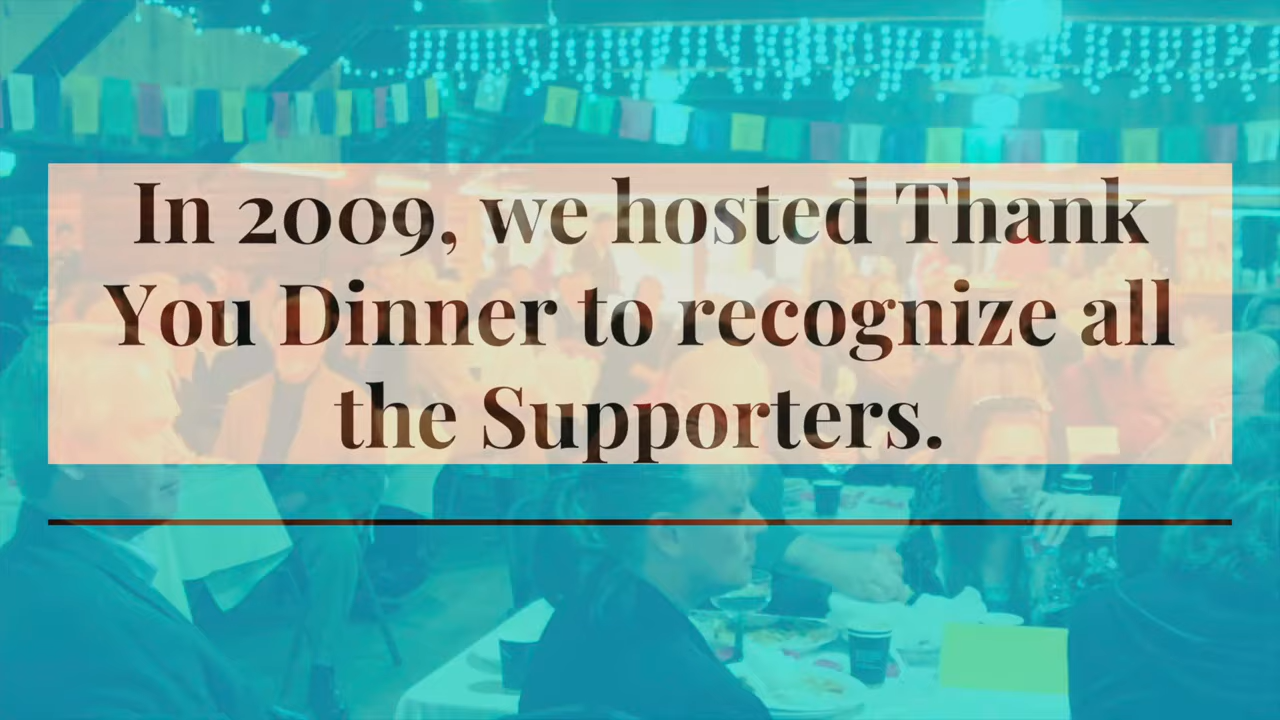 In 2009, we hosted Thank
You Dinner to recognize all
the Supporters.